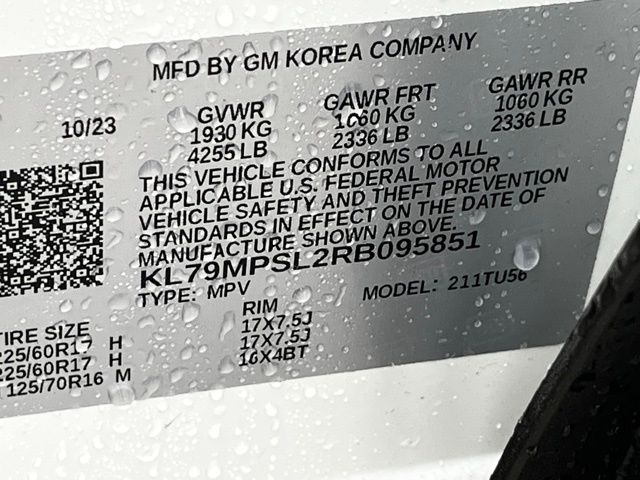 MFD BY GM KOREA COMPANY
10/23 GVWR GAWR FRT GAWR RR
1930 KG 1060 KG 1060 KG
4255 LB 2336 LB 2336 LB
THIS VEHICLE CONFORMS TO ALL
APPLICABLE U.S. FEDERAL MOTOR
VEHICLE SAFETY AND THEFT PREVENTION
STANDARDS IN EFFECT ON THE DATE OF
MANUFACTURE SHOWN ABOVE.
KL79MPSL2RB095851
TYPE: MPV MODEL: 211TU56
TIRE SIZE RIM
225/60R17 H 17X7.5J
225/60R17 H 17X7.5J
T125/70R16 M 16X4BT